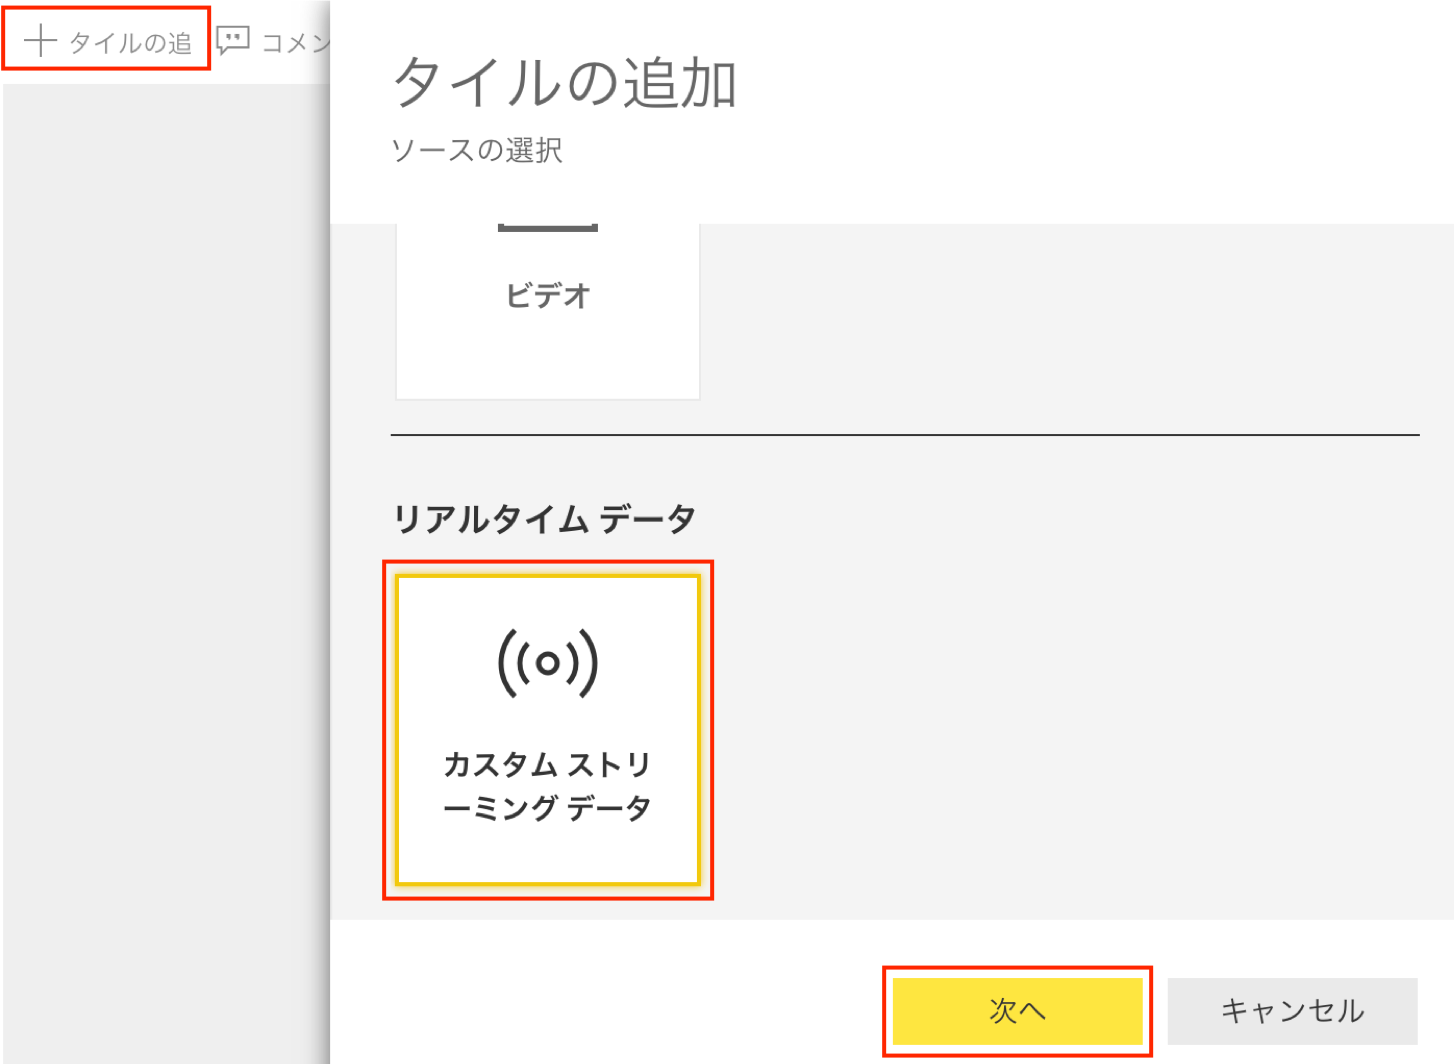 タイルの追
コメン
タイルの追加
ソースの選択
ビデオ
リアルタイム データ
カスタム ストリ
ーミング データ
次へ
キャンセル